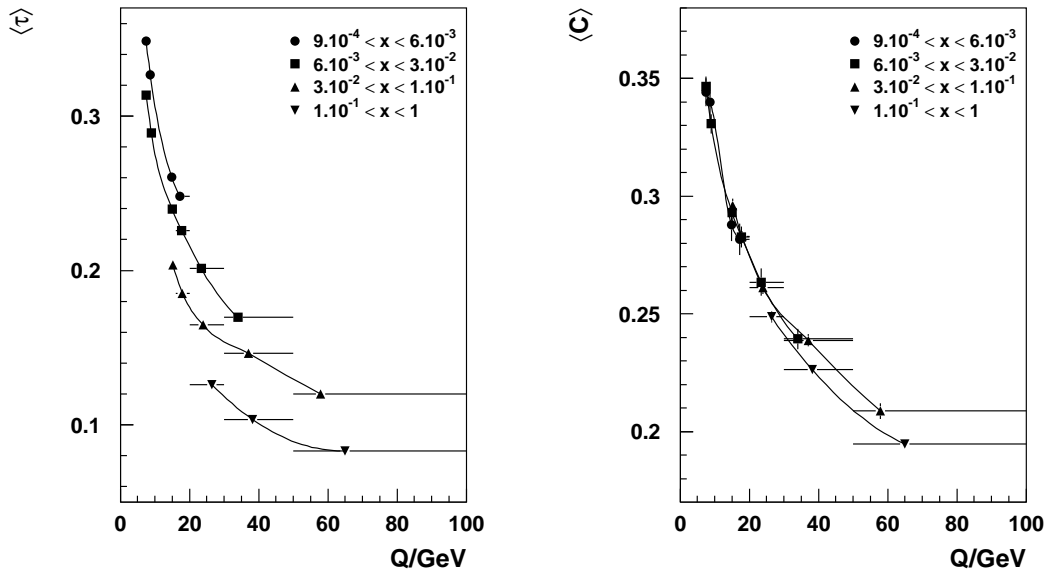 ⟨τ⟩
9.10⁻⁴ < x < 6.10⁻³
6.10⁻³ < x < 3.10⁻²
3.10⁻² < x < 1.10⁻¹
1.10⁻¹ < x < 1
0.3
0.2
0.1
0 20 40 60 80 100
Q/GeV
⟨C⟩
9.10⁻⁴ < x < 6.10⁻³
6.10⁻³ < x < 3.10⁻²
3.10⁻² < x < 1.10⁻¹
1.10⁻¹ < x < 1
0.35
0.3
0.25
0.2
0 20 40 60 80 100
Q/GeV